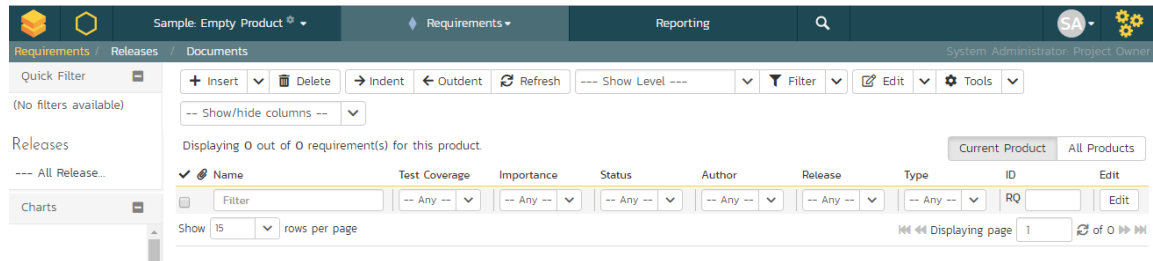 Sample: Empty Product Requirements Reporting SA
Requirements / Releases / Documents System Administrator: Project Owner
Quick Filter
(No filters available)
Releases
--- All Release...
Charts
Insert Delete Indent Outdent Refresh --- Show Level --- Filter Edit Tools
-- Show/hide columns --
Displaying 0 out of 0 requirement(s) for this product. Current Product All Products
Name Test Coverage Importance Status Author Release Type ID Edit
Filter -- Any -- -- Any -- -- Any -- -- Any -- -- Any -- -- Any -- RQ Edit
Show 15 rows per page Displaying page 1 of 0